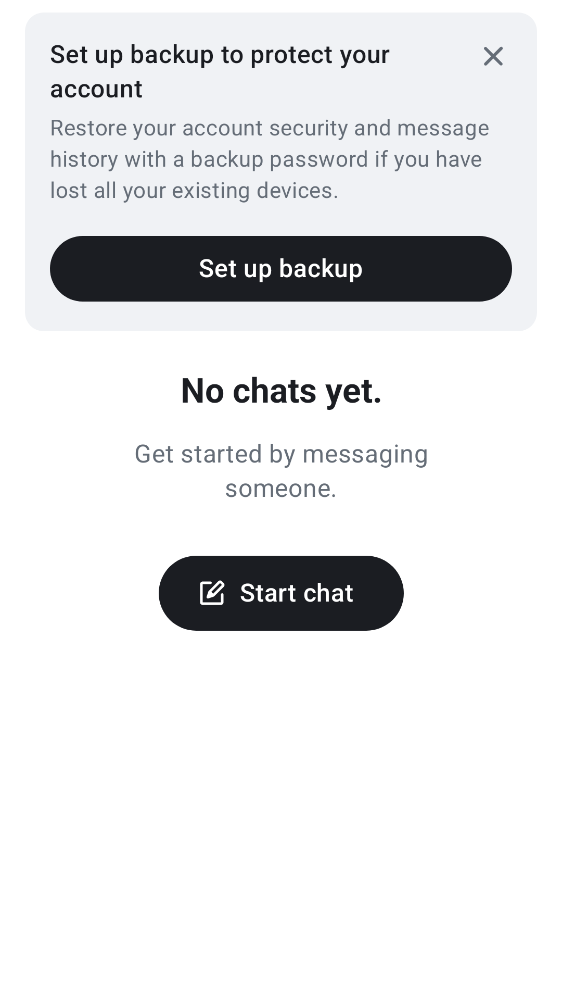 Set up backup to protect your
account
Restore your account security and message
history with a backup password if you have
lost all your existing devices.
Set up backup
No chats yet.
Get started by messaging
someone.
Start chat